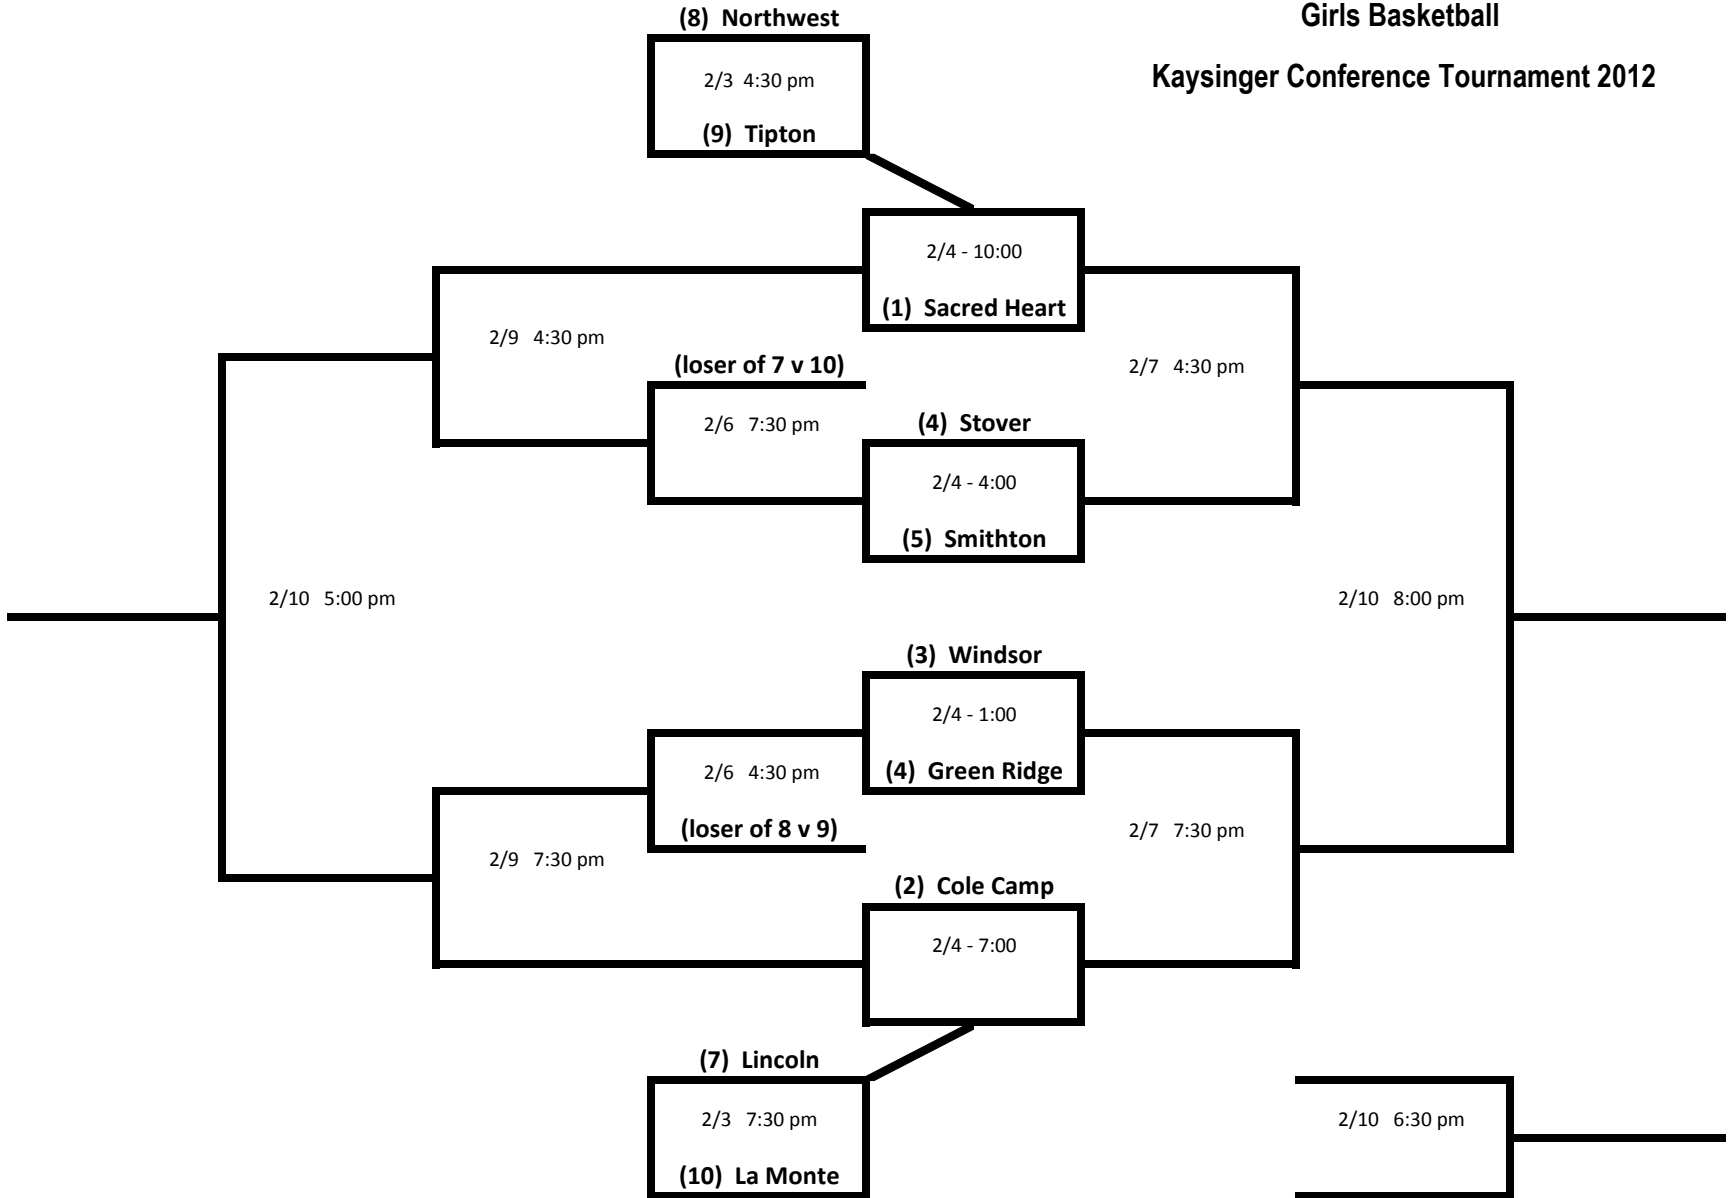 (8) Northwest
Girls Basketball
2/3 4:30 pm
Kaysinger Conference Tournament 2012
(9) Tipton
2/4 - 10:00
(1) Sacred Heart
2/9 4:30 pm
(loser of 7 v 10)
2/7 4:30 pm
2/6 7:30 pm
(4) Stover
2/4 - 4:00
(5) Smithton
2/10 5:00 pm
2/10 8:00 pm
(3) Windsor
2/4 - 1:00
2/6 4:30 pm
(4) Green Ridge
(loser of 8 v 9)
2/7 7:30 pm
2/9 7:30 pm
(2) Cole Camp
2/4 - 7:00
(7) Lincoln
2/3 7:30 pm
2/10 6:30 pm
(10) La Monte